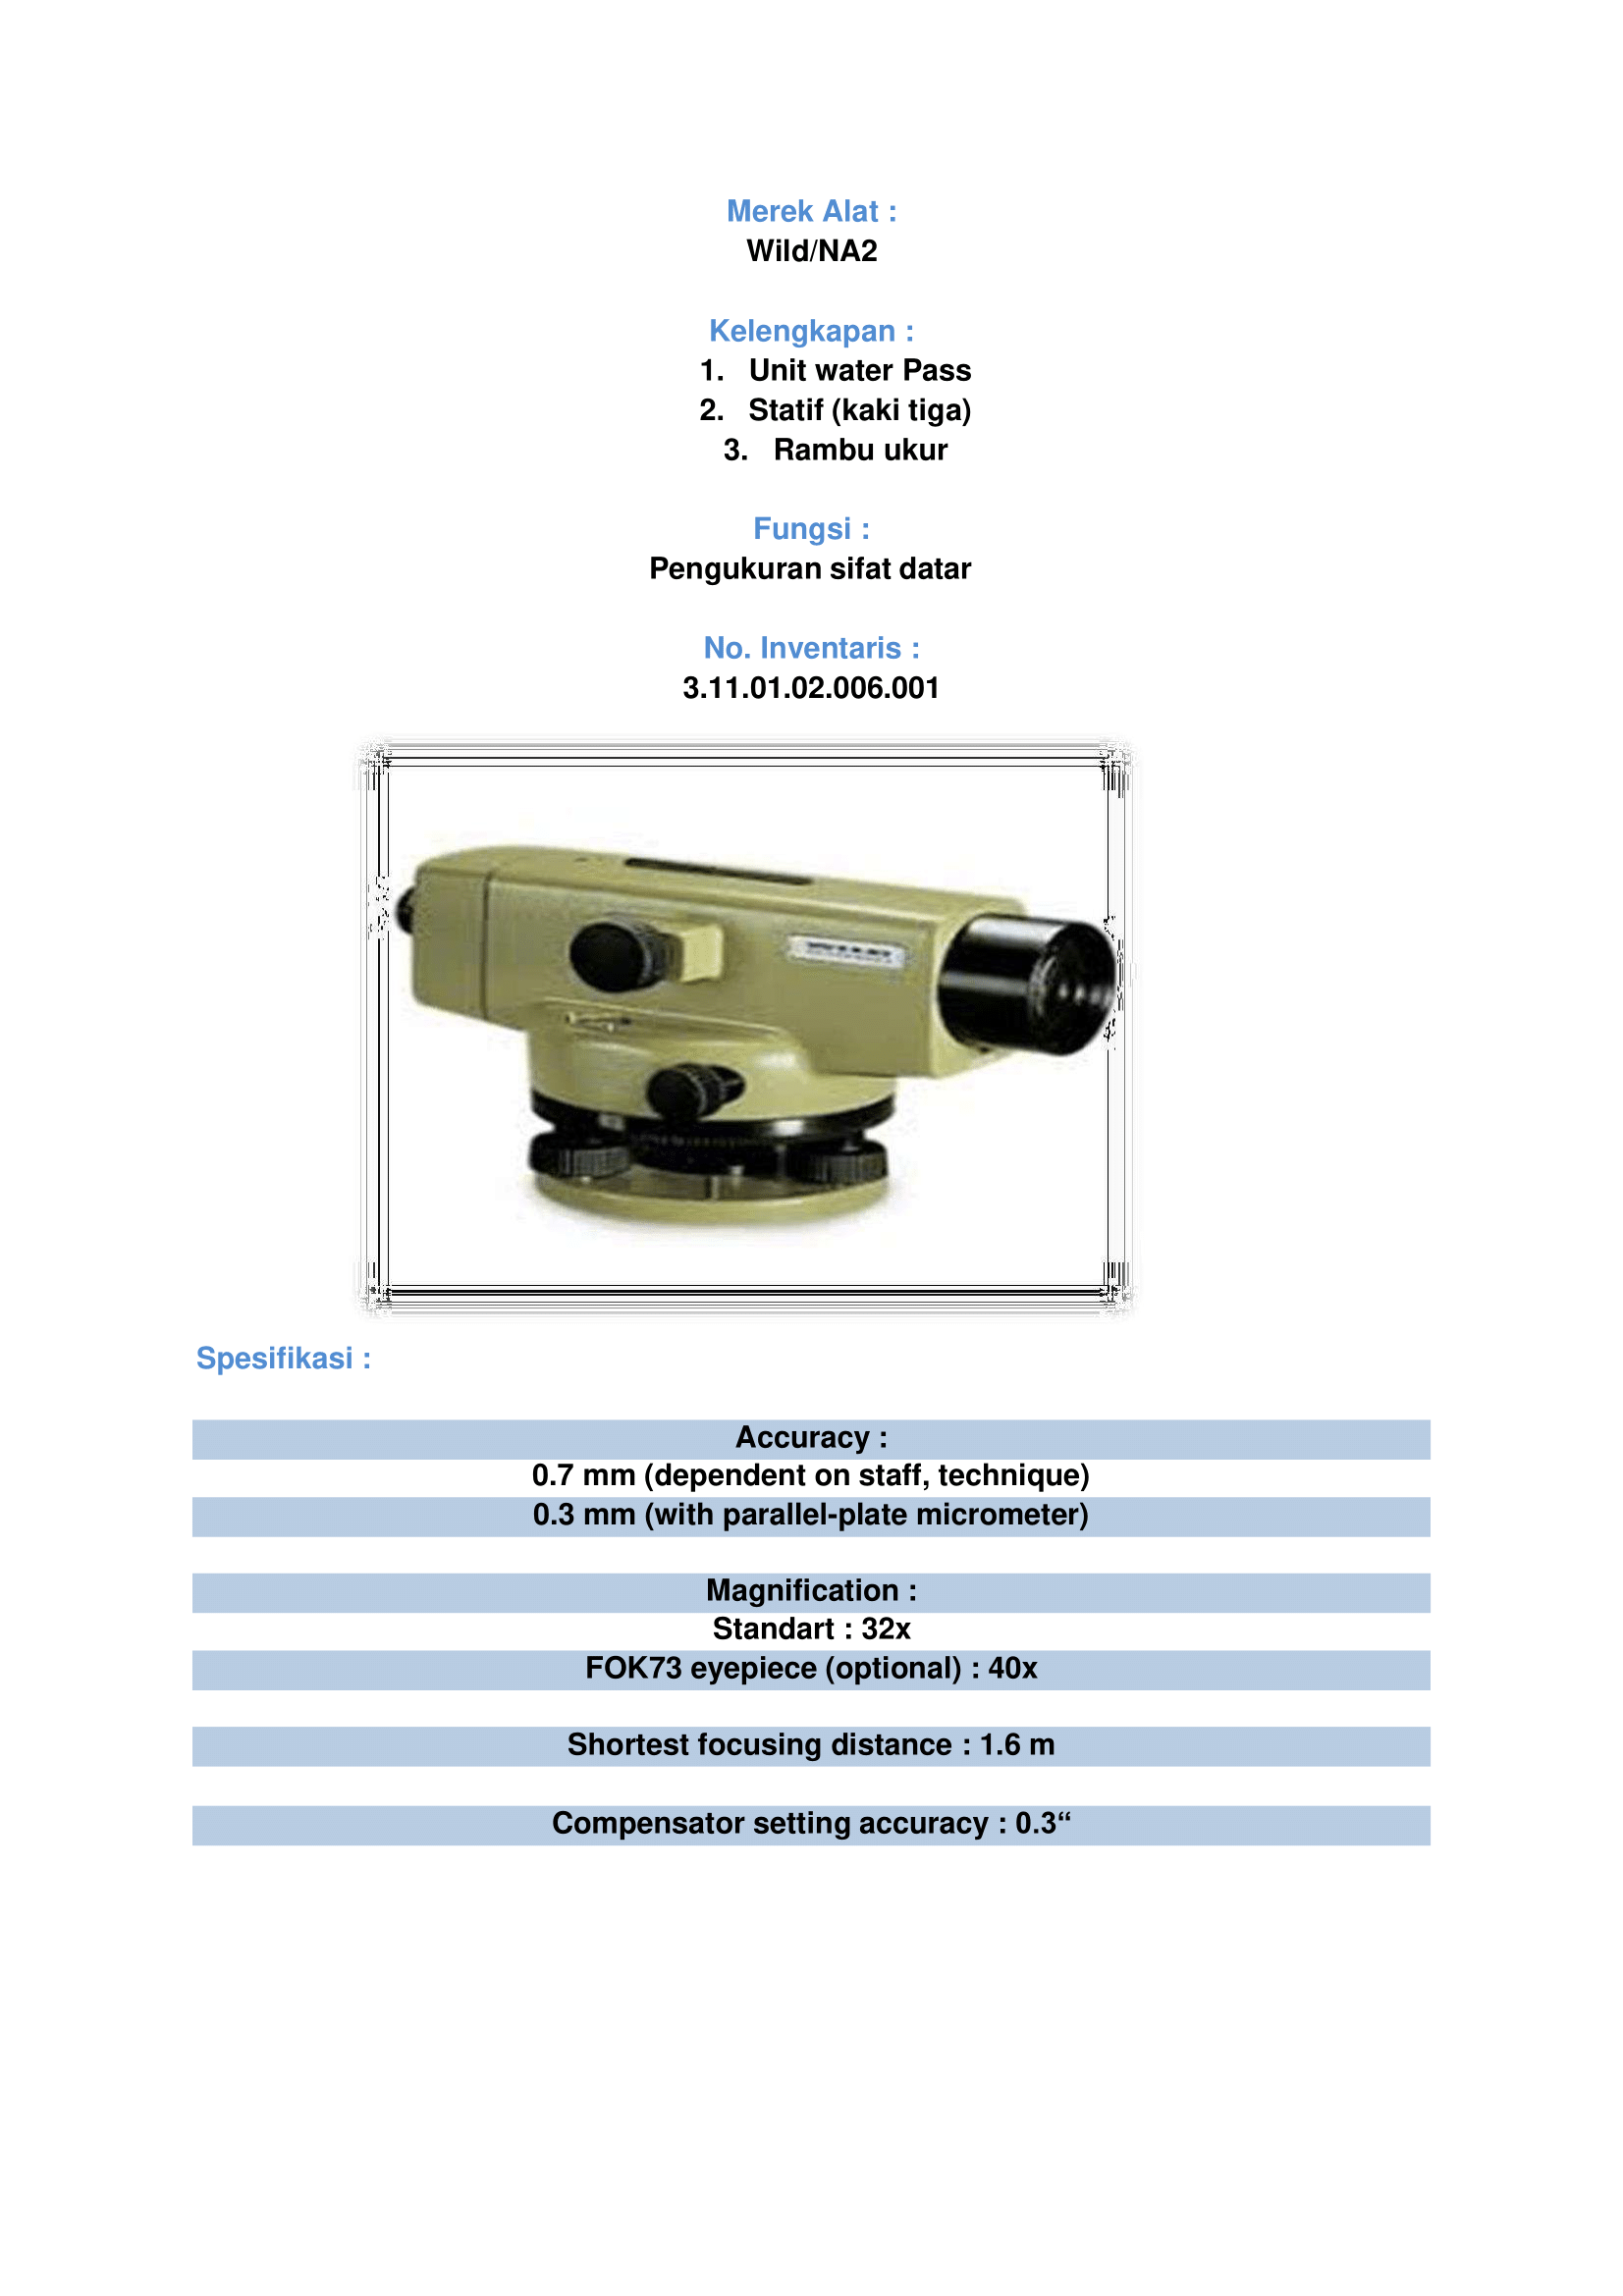 Merek Alat :
Wild/NA2
Kelengkapan :
1. Unit water Pass
2. Statif (kaki tiga)
3. Rambu ukur
Fungsi :
Pengukuran sifat datar
No. Inventaris :
3.11.01.02.006.001
WILD
Spesifikasi :
Accuracy :
0.7 mm (dependent on staff, technique)
0.3 mm (with parallel-plate micrometer)
Magnification :
Standart : 32x
FOK73 eyepiece (optional) : 40x
Shortest focusing distance : 1.6 m
Compensator setting accuracy : 0.3“